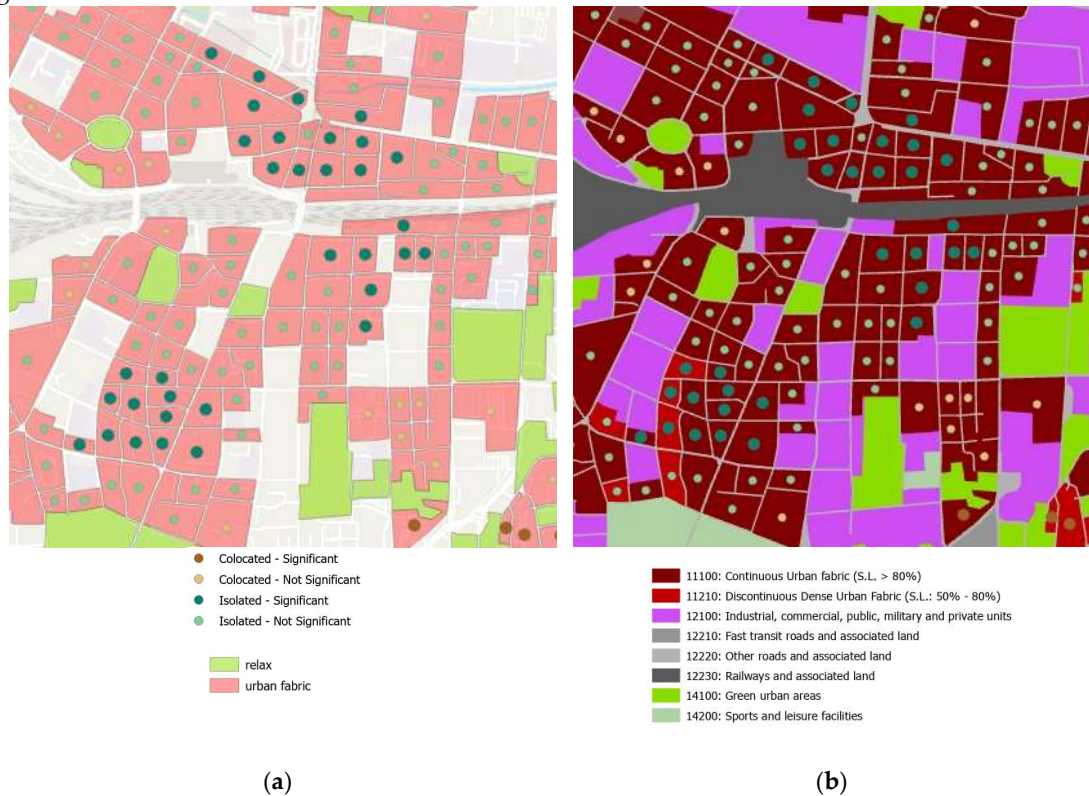 Colocated - Significant
Colocated - Not Significant
Isolated - Significant
Isolated - Not Significant
relax
urban fabric
11100: Continuous Urban fabric (S.L. > 80%)
11210: Discontinuous Dense Urban Fabric (S.L.: 50% - 80%)
12100: Industrial, commercial, public, military and private units
12210: Fast transit roads and associated land
12220: Other roads and associated land
12230: Railways and associated land
14100: Green urban areas
14200: Sports and leisure facilities
(a)
(b)